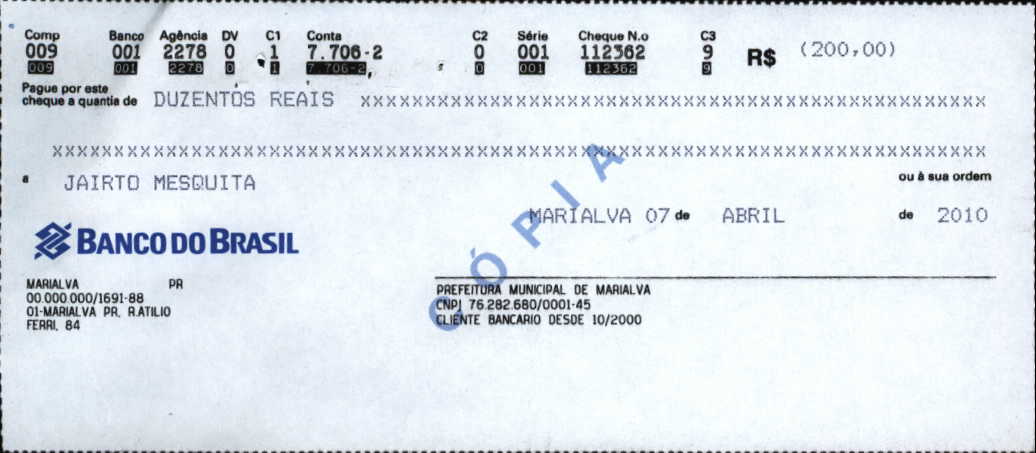 Comp Banco Agência DV C1 Conta C2 Série Cheque N.o C3
009 001 2278 0 1 7.706-2 0 001 112362 9 R$ (200,00)
009 001 2278 0 1 7.706-2, 0 001 112362 9
Pague por este
cheque a quantia de DUZENTOS REAIS xxxxxxxxxxxxxxxxxxxxxxxxxxxxxxxxxxxxxxxxxxxxxxxxxxxxxxx
xxxxxxxxxxxxxxxxxxxxxxxxxxxxxxxxxxxxxxxxxxxxxxxxxxxxxxxxxxxxxxxxxxxxxxxxxxxxxxxx
a JAIRTO MESQUITA ou à sua ordem
MARIALVA 07 de ABRIL de 2010
BANCO DO BRASIL
MARIALVA PR
00.000.000/1691-88
01-MARIALVA PR, R.ATILIO
FERRI, 84
PREFEITURA MUNICIPAL DE MARIALVA
CNPJ 76.282.680/0001-45
CLIENTE BANCARIO DESDE 10/2000
CÓPIA